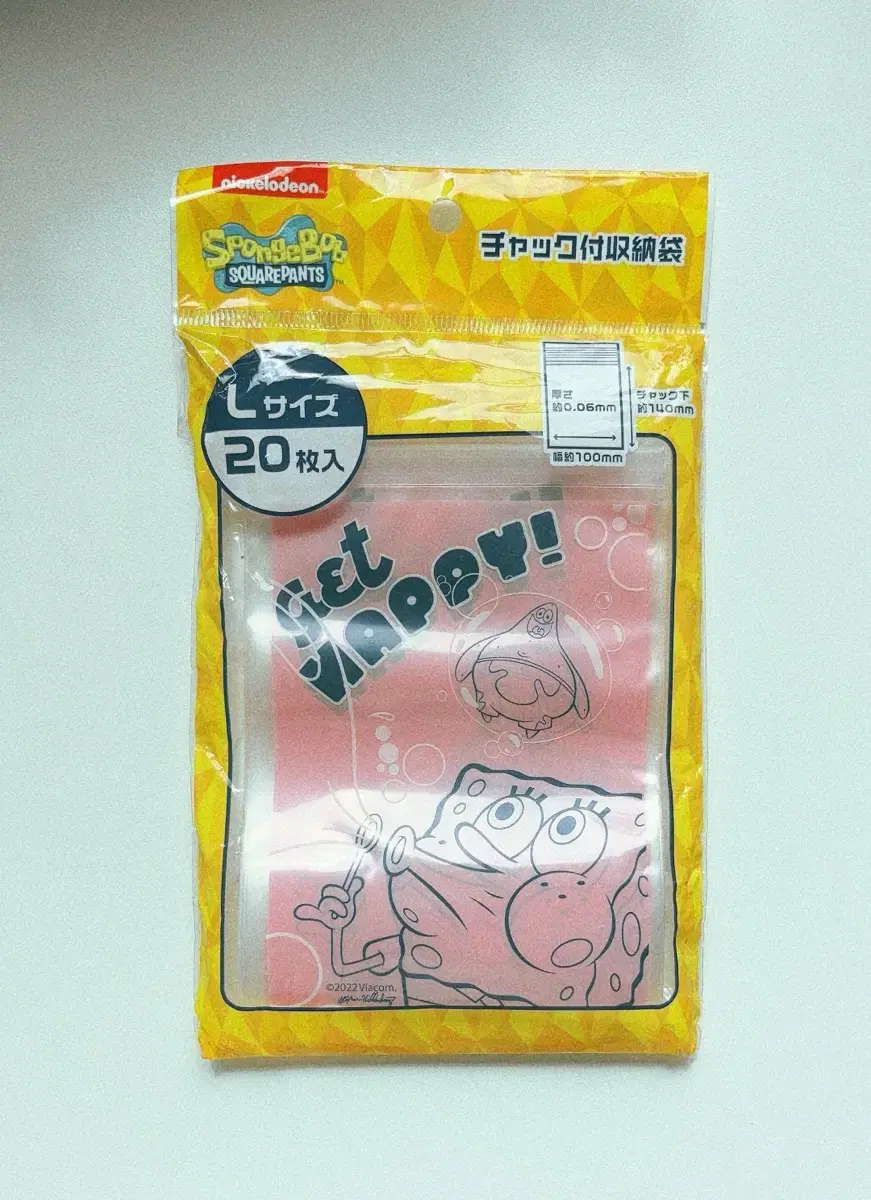 nickelodeon™
SpongeBob
SQUAREPANTS™
チャック付収納袋
Lサイズ
20枚入
厚さ
約0.06mm
チャック下
約140mm
幅約100mm
Get
HAPPY!
©2022 Viacom.